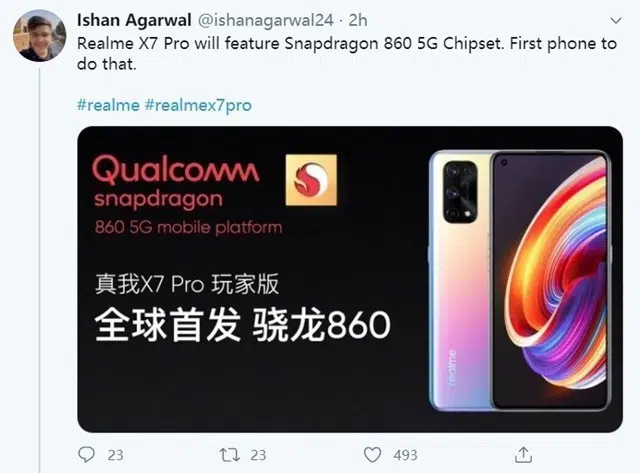 Ishan Agarwal @ishanagarwal24 · 2h
Realme X7 Pro will feature Snapdragon 860 5G Chipset. First phone to
do that.
#realme #realmex7pro
Qualcomm
snapdragon
860 5G mobile platform
真我X7 Pro 玩家版
全球首发 骁龙860
realme
23
23
493